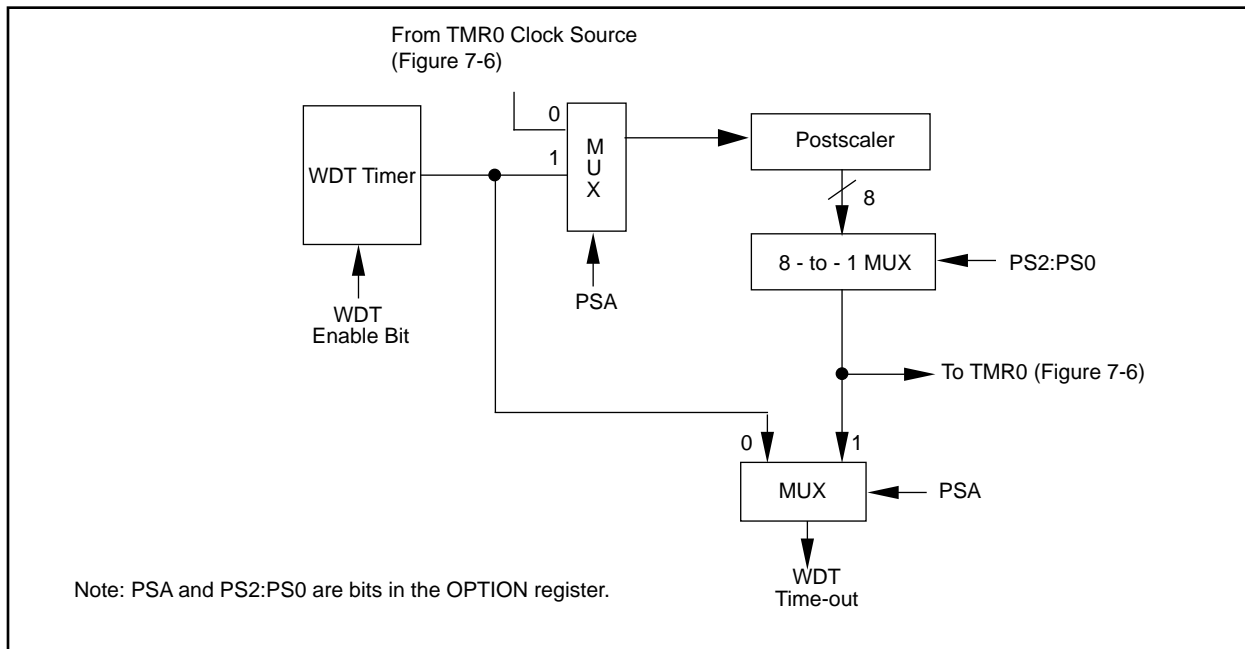 From TMR0 Clock Source
(Figure 7-6)
0
1
M
U
X
WDT Timer
Postscaler
8
8 - to - 1 MUX
PS2:PS0
PSA
WDT
Enable Bit
To TMR0 (Figure 7-6)
0
1
MUX
PSA
WDT
Time-out
Note: PSA and PS2:PS0 are bits in the OPTION register.